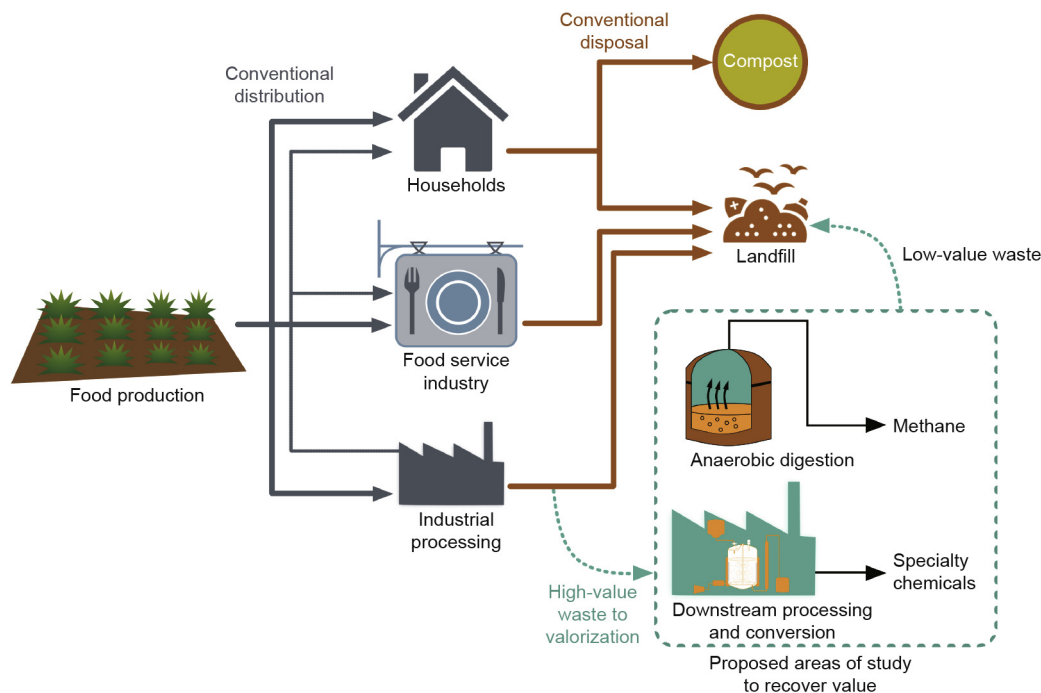 Conventional
disposal
Compost
Conventional
distribution
Households
Landfill
Low-value waste
Food service
industry
Food production
Methane
Anaerobic digestion
Industrial
processing
Specialty
chemicals
High-value
waste to
valorization
Downstream processing
and conversion
Proposed areas of study
to recover value